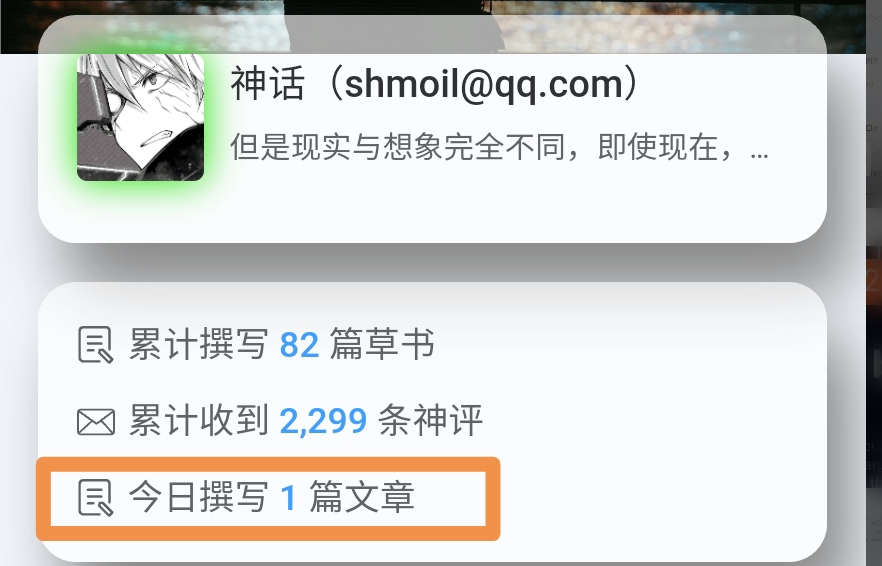 神话（shmoil@qq.com）
但是现实与想象完全不同，即使现在，...
累计撰写 82 篇草书
累计收到 2,299 条神评
今日撰写 1 篇文章